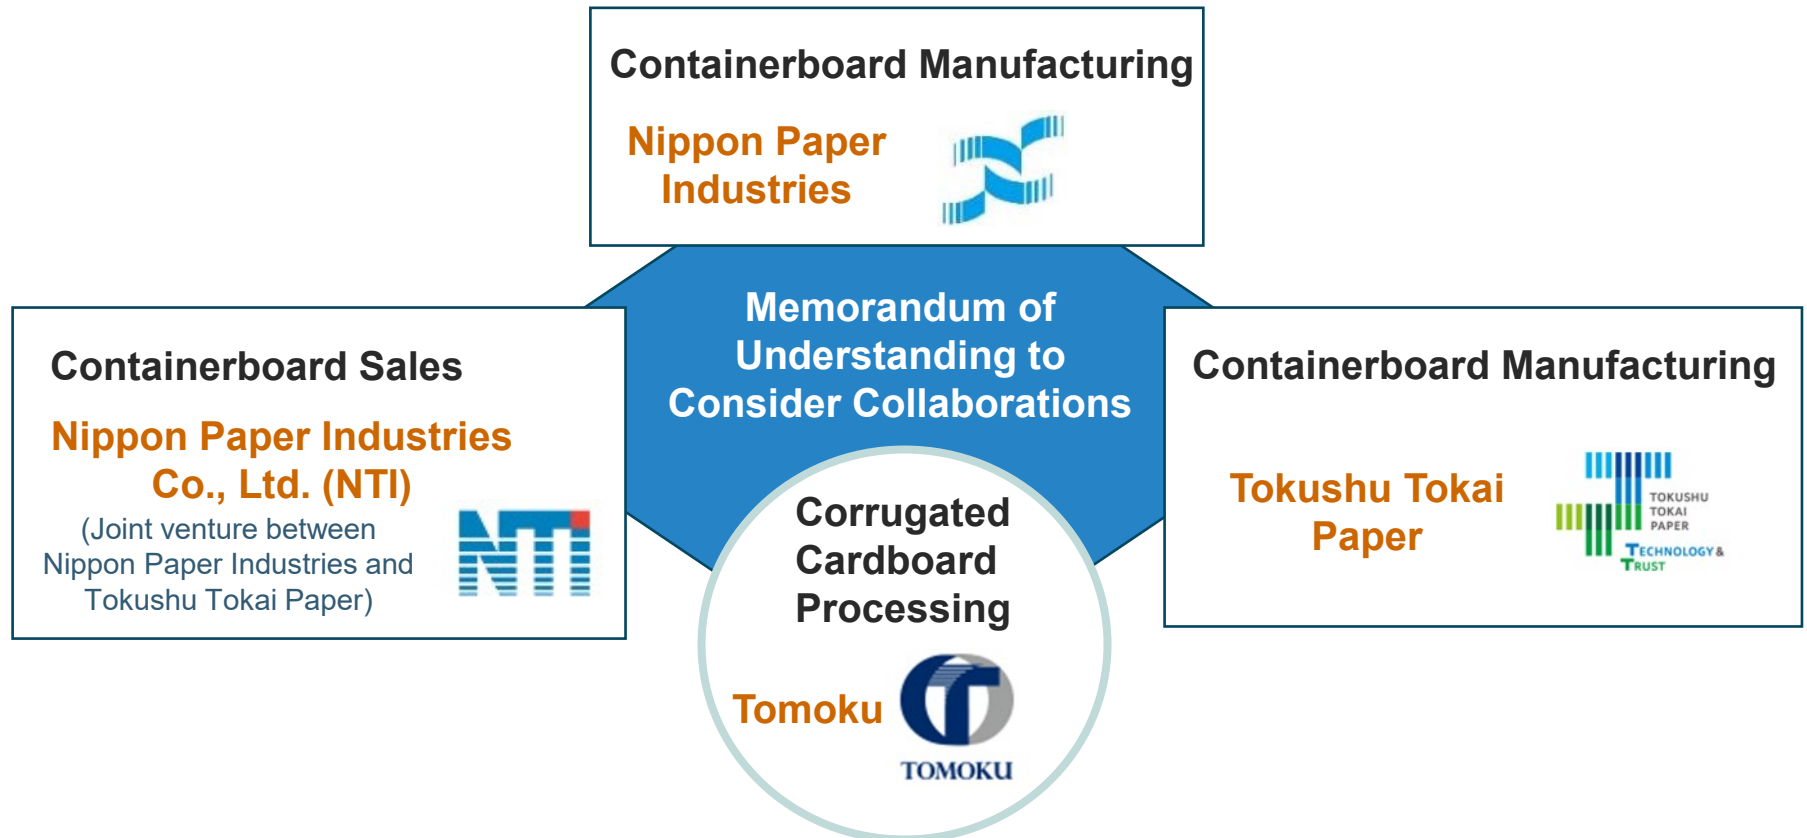 Containerboard Manufacturing
Nippon Paper
Industries
Memorandum of
Understanding to
Consider Collaborations
Containerboard Sales
Nippon Paper Industries
Co., Ltd. (NTI)
(Joint venture between
Nippon Paper Industries and
Tokushu Tokai Paper)
NTI
Containerboard Manufacturing
Tokushu Tokai
Paper
TOKUSHU
TOKAI
PAPER
TECHNOLOGY &
TRUST
Corrugated
Cardboard
Processing
Tomoku
TOMOKU